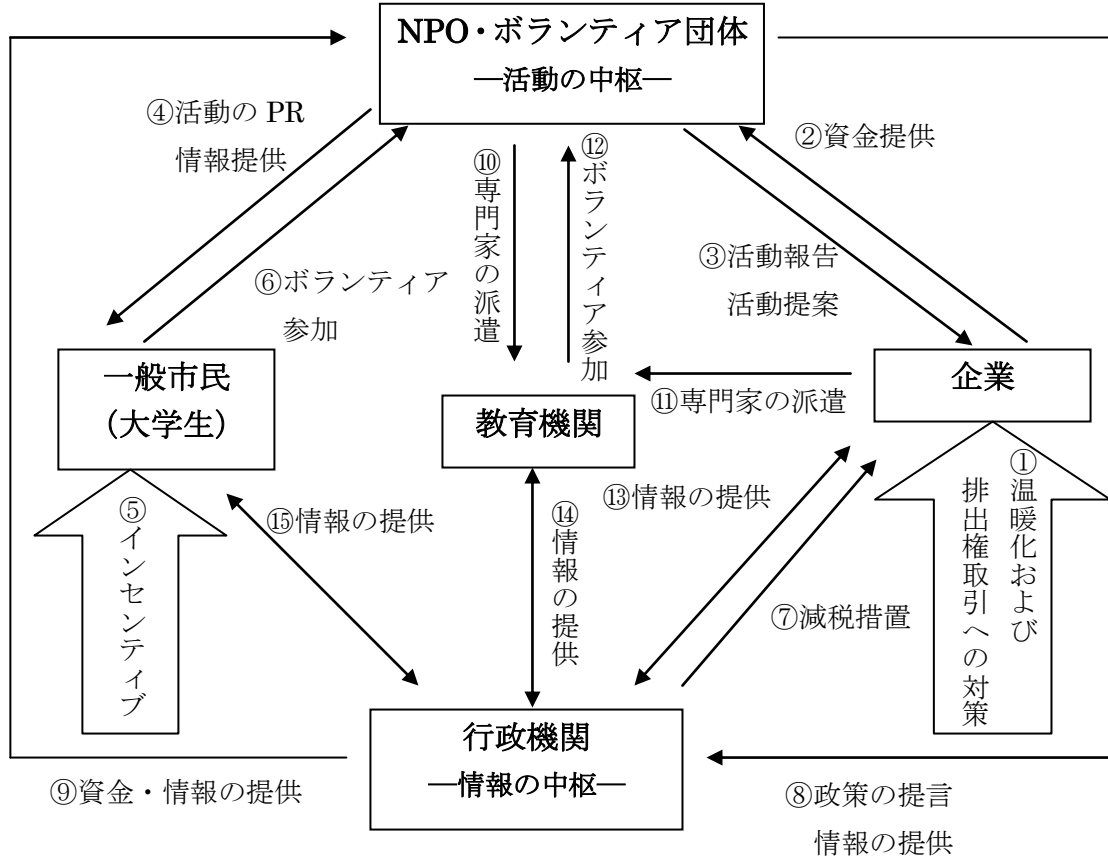 NPO・ボランティア団体
―活動の中枢―
④活動の PR
情報提供
②資金提供
⑩専門家の派遣
⑫ボランティア参加
⑥ボランティア
参加
③活動報告
活動提案
一般市民
(大学生)
教育機関
⑪専門家の派遣
企業
⑤インセンティブ
⑮情報の提供
⑭情報の提供
⑬情報の提供
①温暖化および
排出権取引への対策
⑦減税措置
行政機関
―情報の中枢―
⑨資金・情報の提供
⑧政策の提言
情報の提供